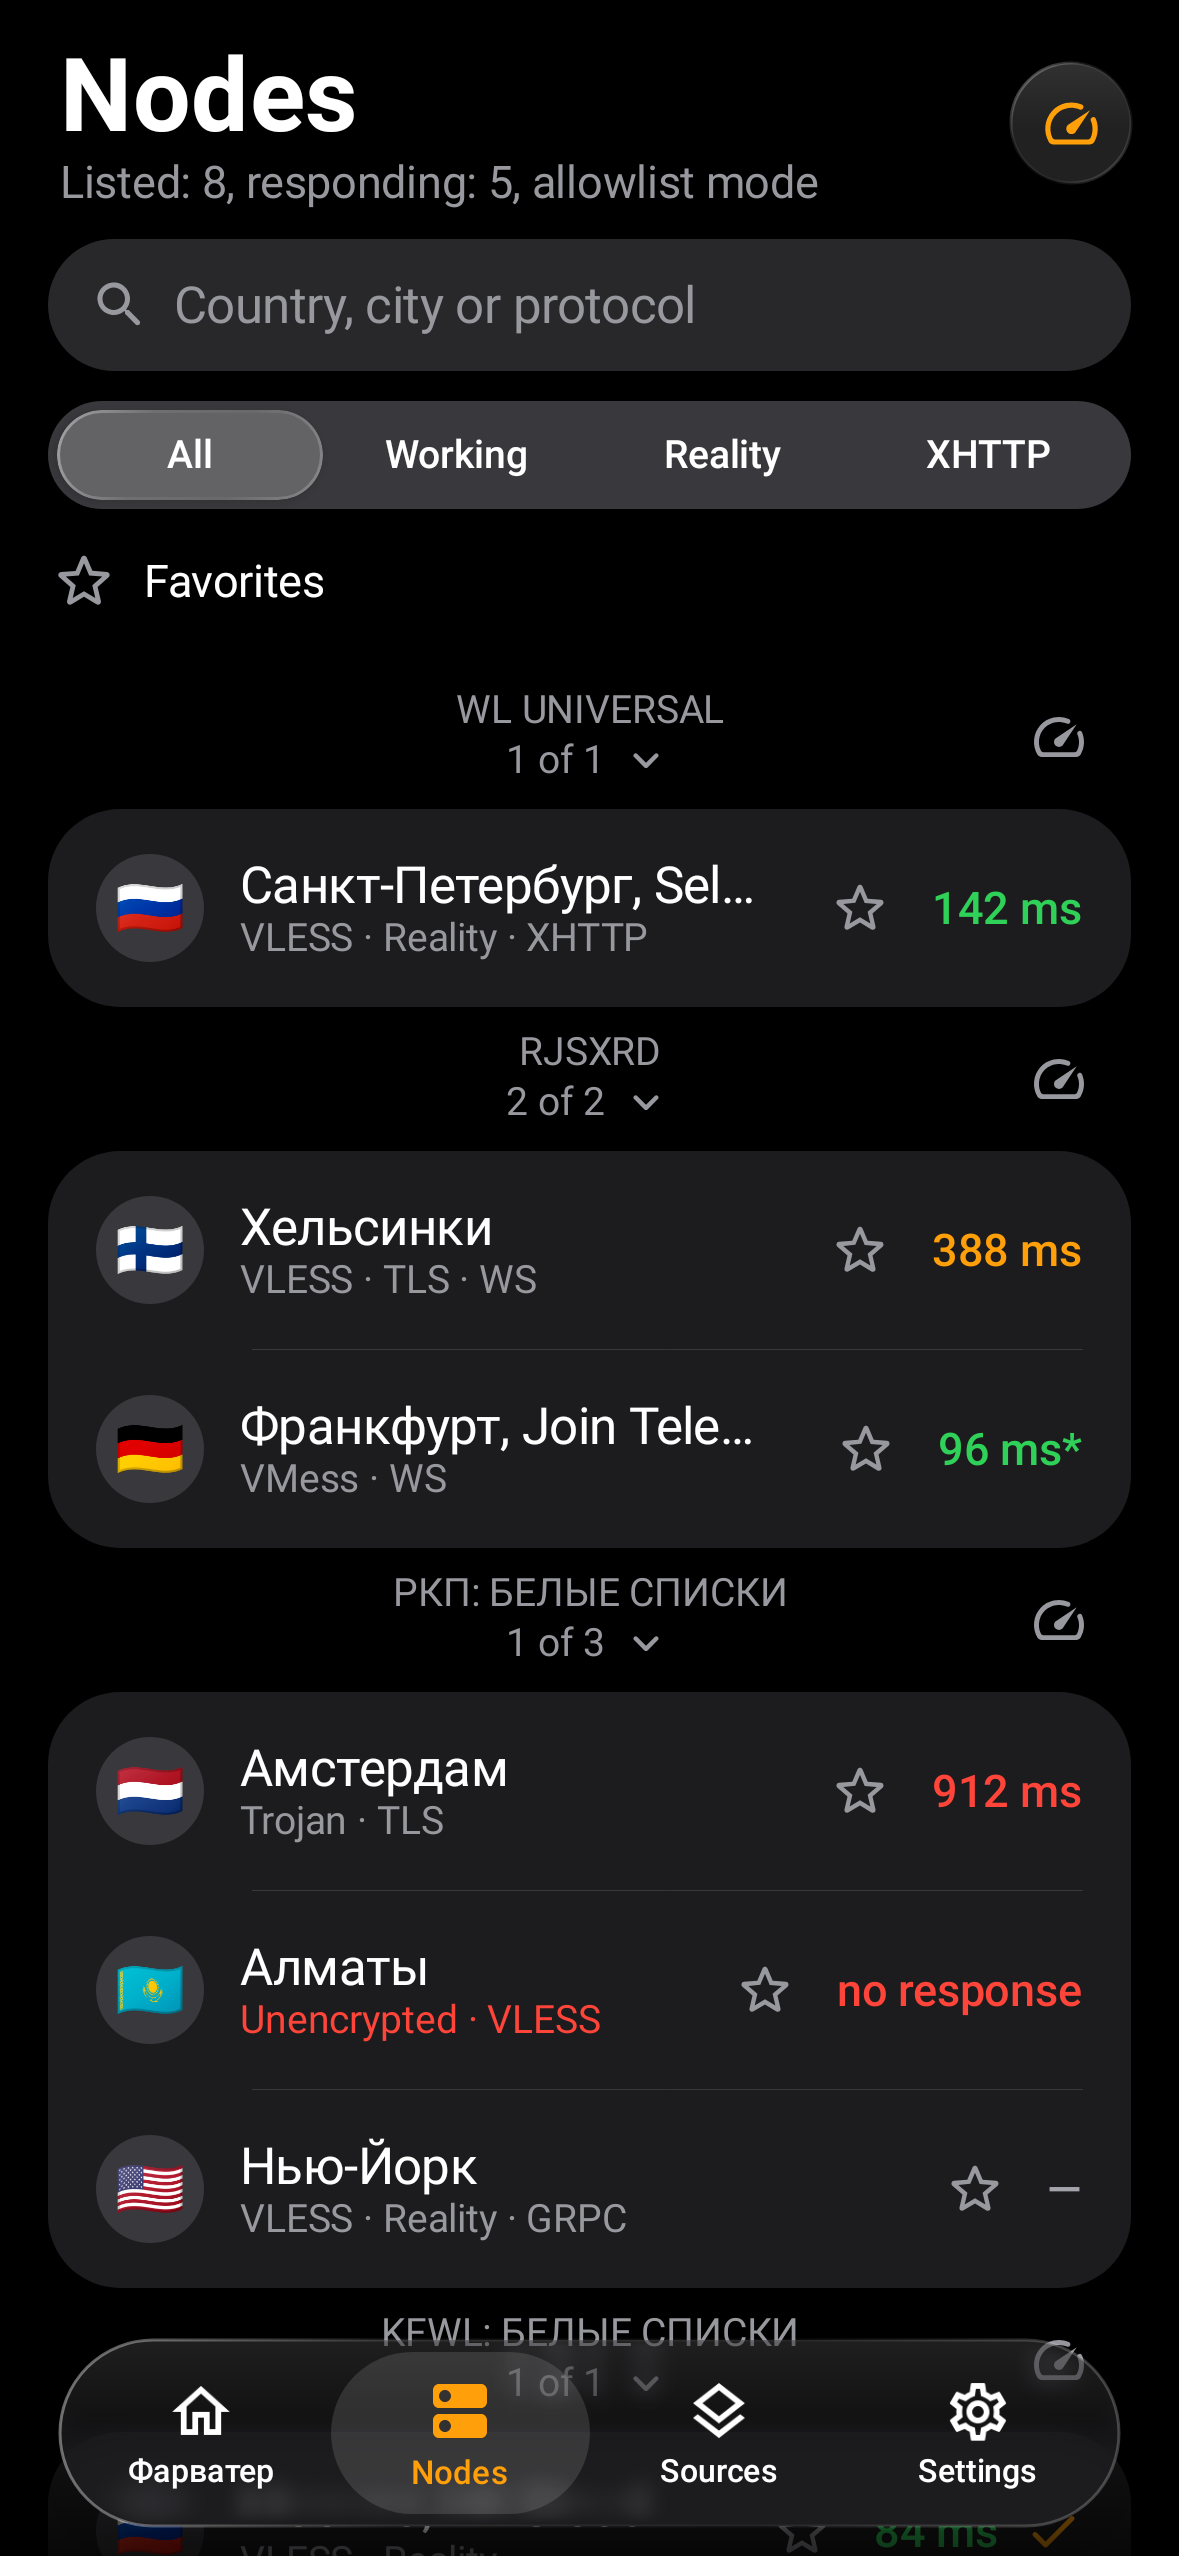 Nodes
Listed: 8, responding: 5, allowlist mode
Country, city or protocol
All Working Reality XHTTP
Favorites
WL UNIVERSAL
1 of 1
Санкт-Петербург, Sel...
142 ms
VLESS · Reality · XHTTP
RJSXRD
2 of 2
Хельсинки
388 ms
VLESS · TLS · WS
Франкфурт, Join Tele...
96 ms*
VMess · WS
РКП: БЕЛЫЕ СПИСКИ
1 of 3
Амстердам
912 ms
Trojan · TLS
Алматы
no response
Unencrypted · VLESS
Нью-Йорк
–
VLESS · Reality · GRPC
KFWL: БЕЛЫЕ СПИСКИ
1 of 1
Фарватер Nodes Sources Settings
84 ms
VLESS · Reality